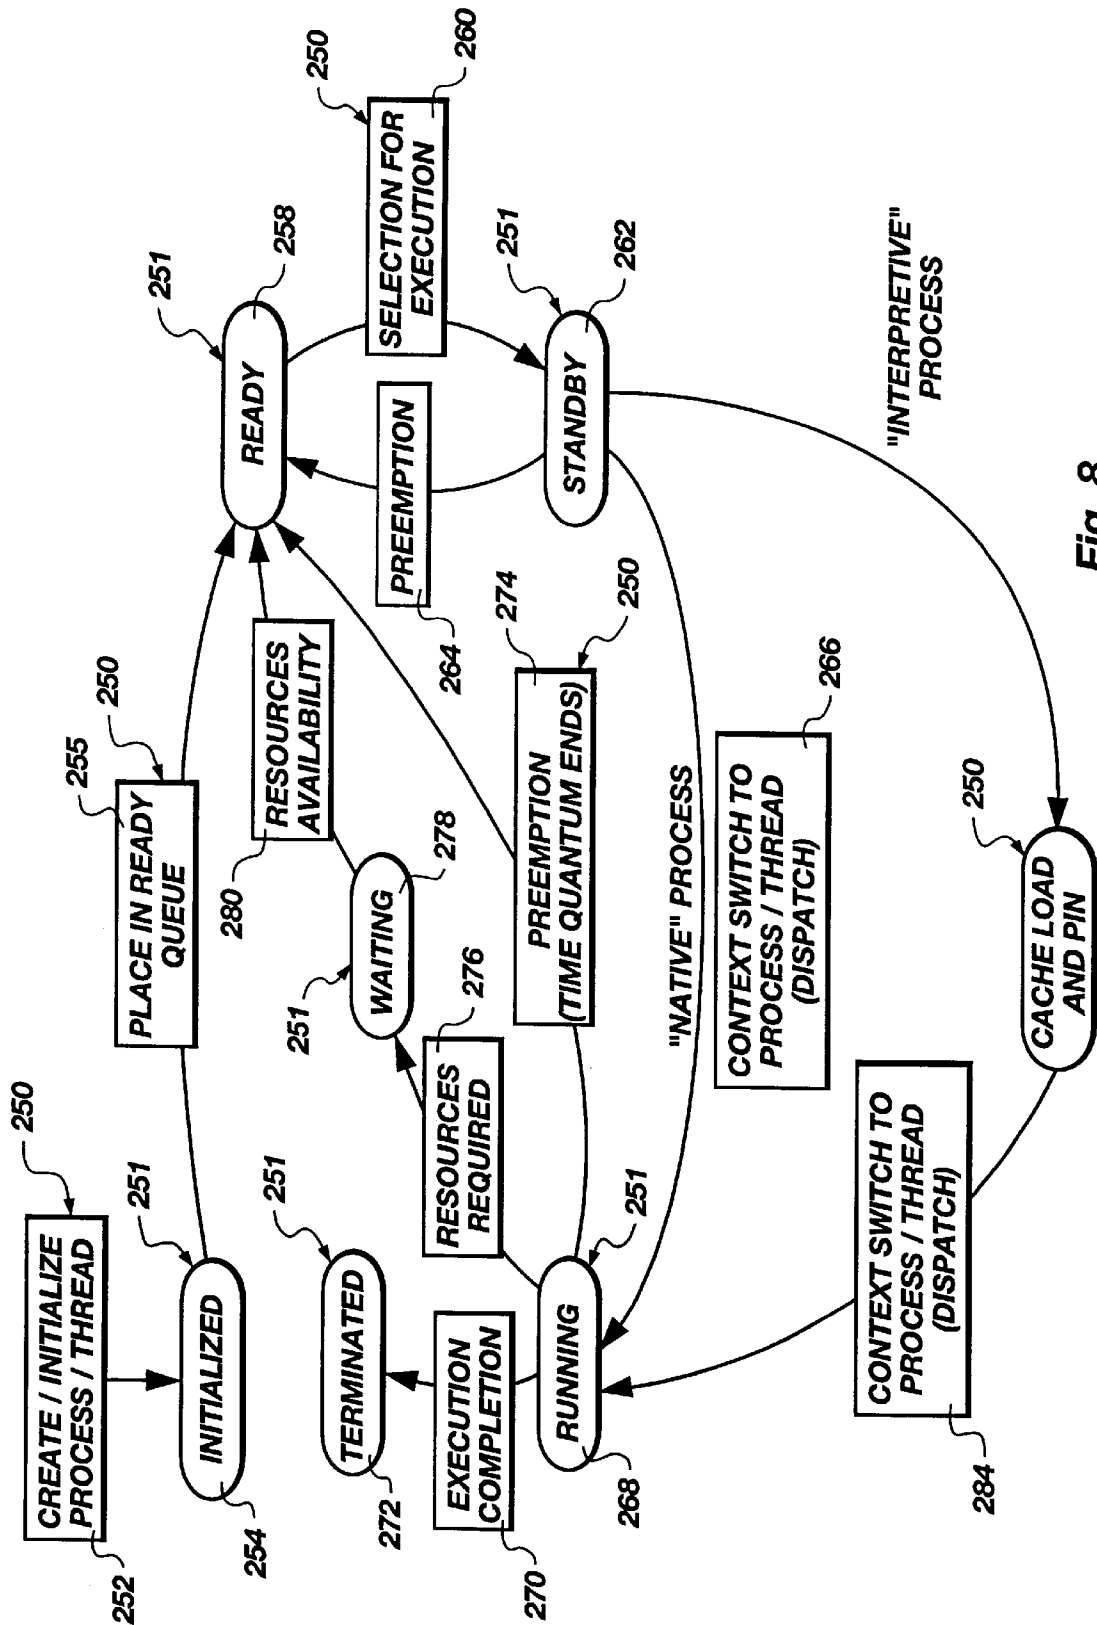 CREATE / INITIALIZE
PROCESS / THREAD
250
252
251
INITIALIZED
254
PLACE IN READY
QUEUE
255
250
251
READY
258
250
SELECTION FOR
EXECUTION
260
PREEMPTION
264
251
STANDBY
262
RESOURCES
AVAILABILITY
280
251
WAITING
278
RESOURCES
REQUIRED
276
251
TERMINATED
272
EXECUTION
COMPLETION
270
251
RUNNING
268
PREEMPTION
(TIME QUANTUM ENDS)
274
250
"NATIVE" PROCESS
CONTEXT SWITCH TO
PROCESS / THREAD
(DISPATCH)
266
"INTERPRETIVE"
PROCESS
CONTEXT SWITCH TO
PROCESS / THREAD
(DISPATCH)
284
250
CACHE LOAD
AND PIN
Fig. 8